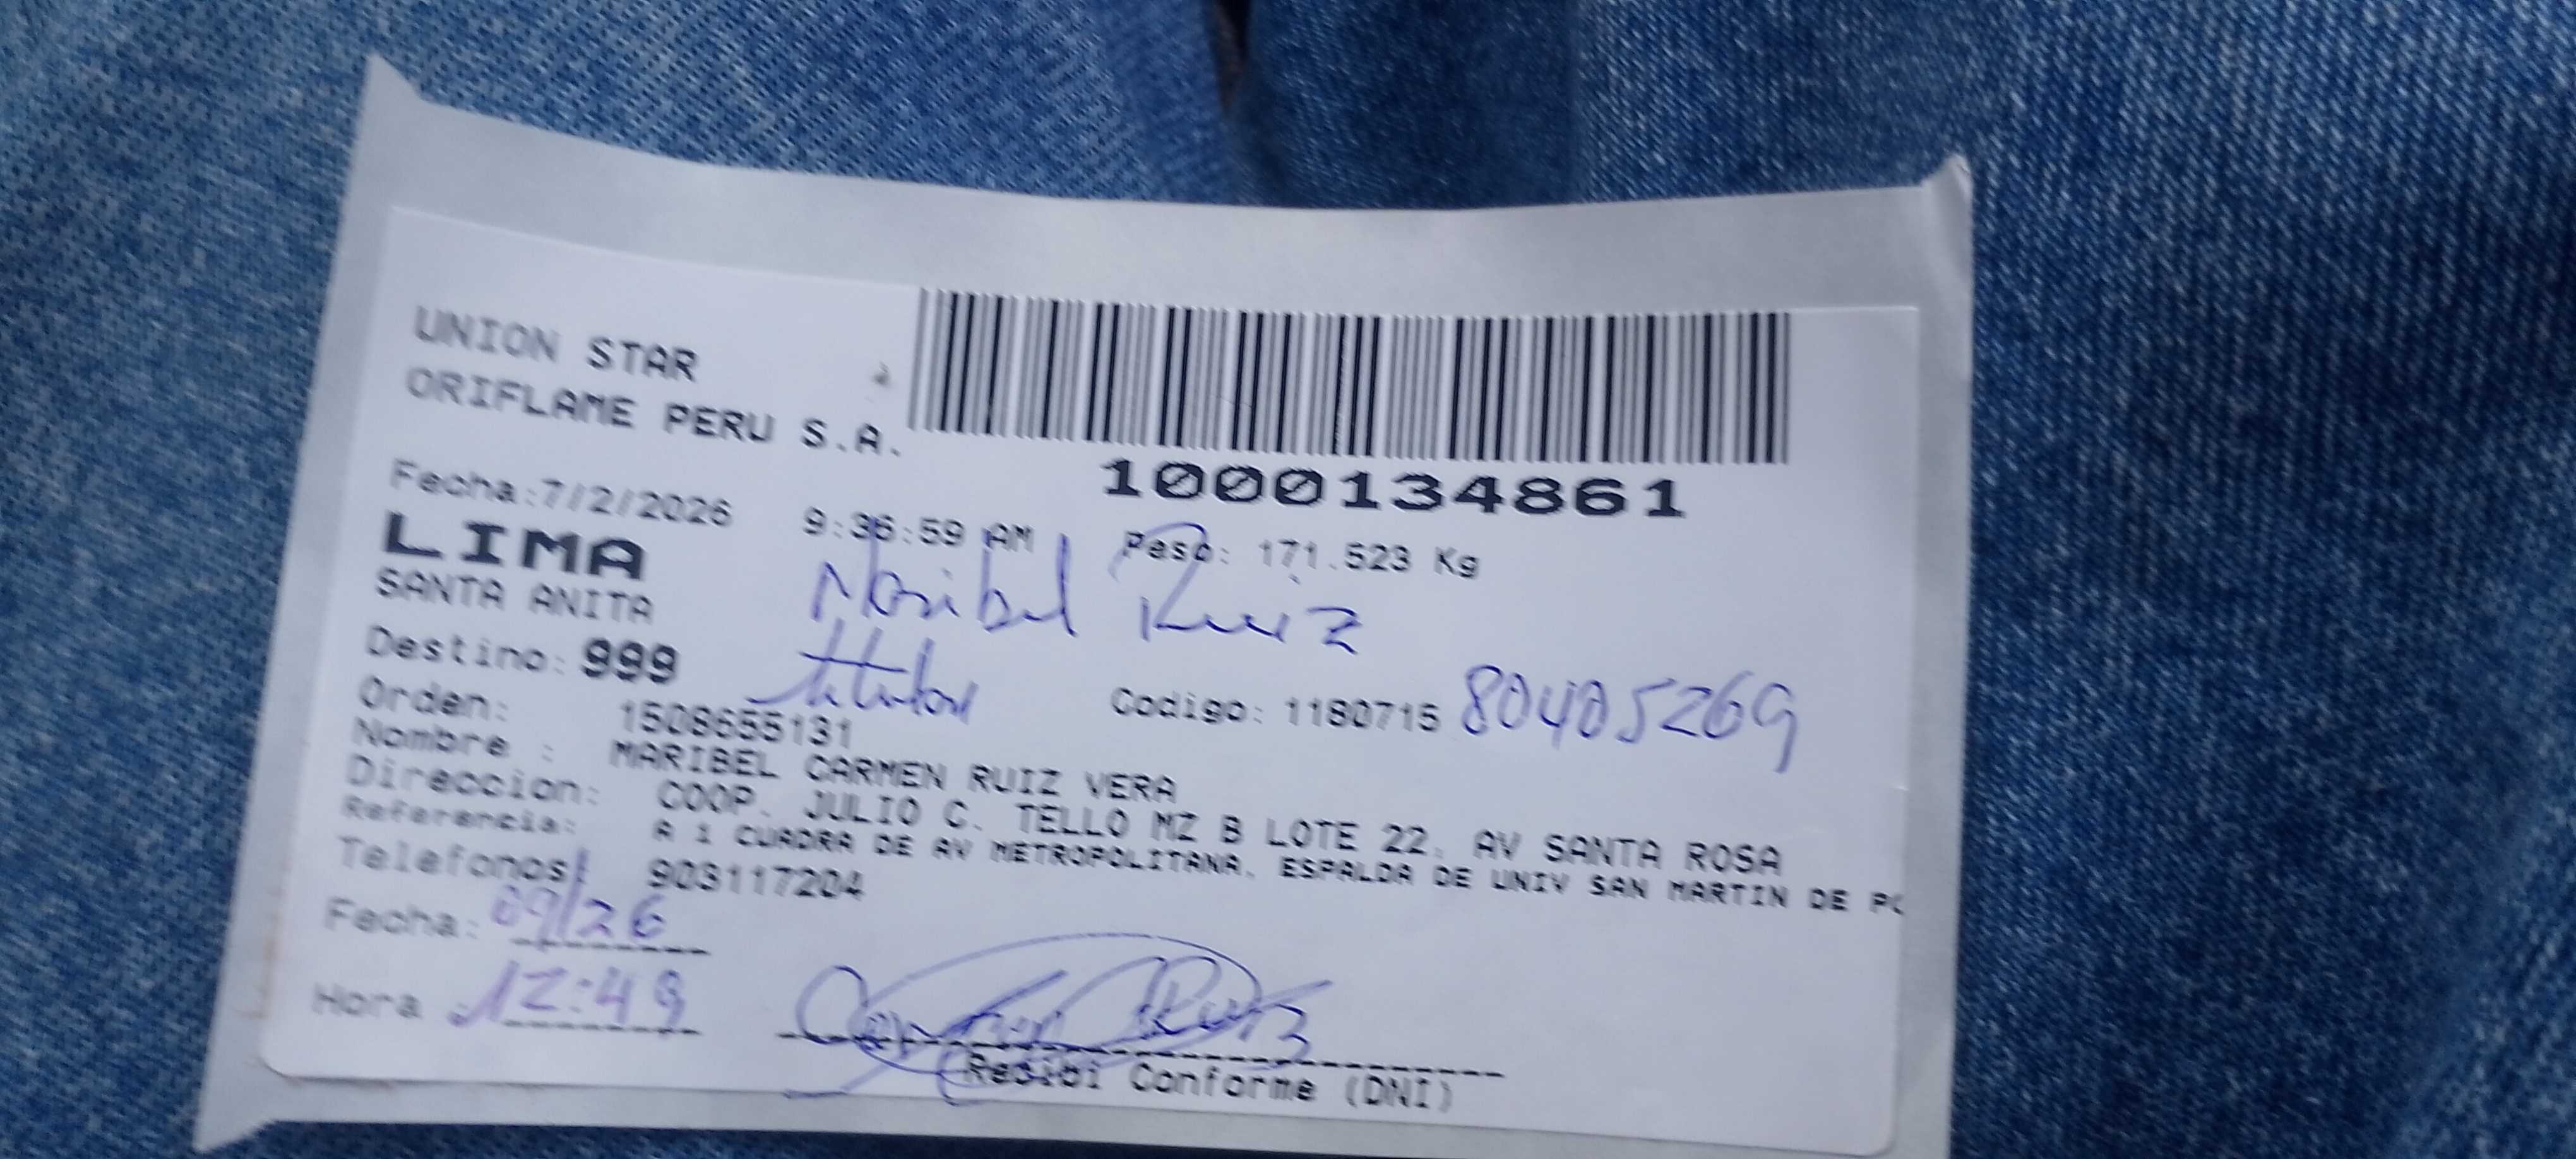 UNION STAR
ORIFLAME PERU S.A.
1000134861
Fecha:7/2/2026 9:36:59 AM Peso: 171.523 Kg
LIMA
SANTA ANITA
Maribel Ruiz
Destino: 999
titular
Orden: 1508655131 Codigo: 1180715 80405269
Nombre : MARIBEL CARMEN RUIZ VERA
Direccion: COOP. JULIO C. TELLO MZ B LOTE 22. AV SANTA ROSA
Referencia: A 1 CUADRA DE AV METROPOLITANA. ESPALDA DE UNIV SAN MARTIN DE PO
Telefonos: 903117204
Fecha: 09/26
Hora 12:49
Recibi Conforme (DNI)